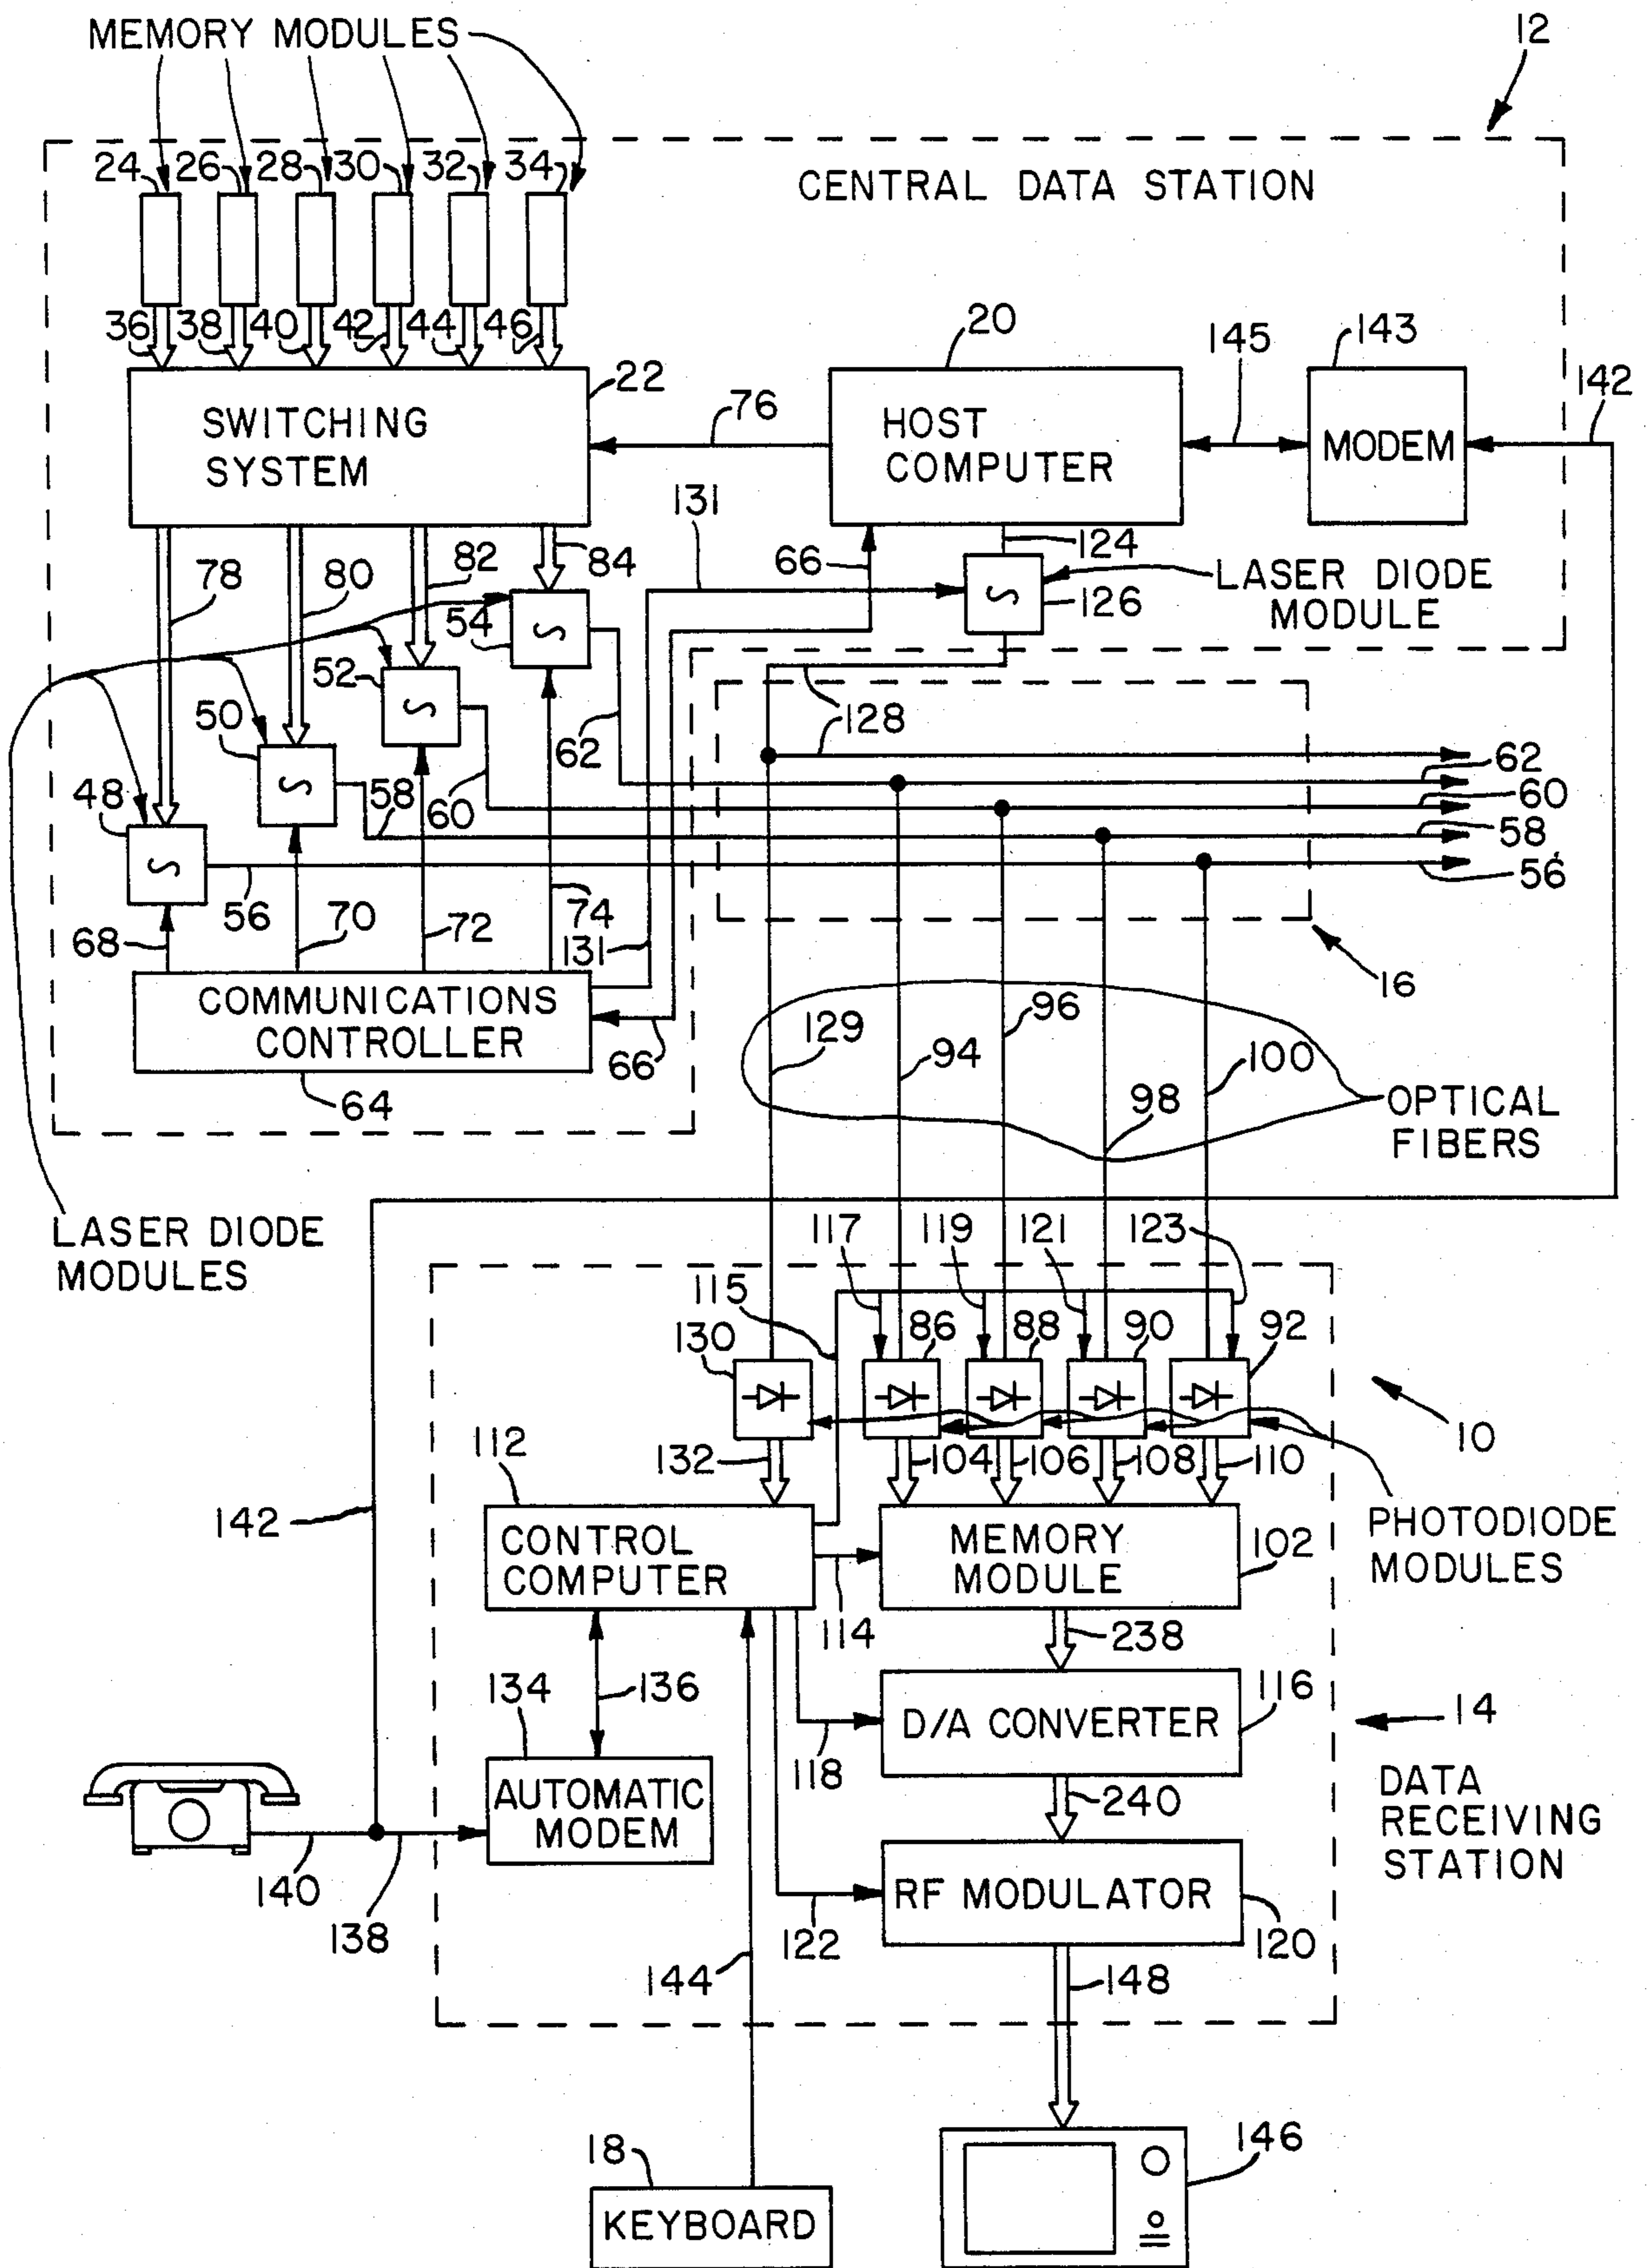 MEMORY MODULES
12
24 26 28 30 32 34
CENTRAL DATA STATION
36 38 40 42 44 46
20
145
143
142
22
76
SWITCHING
SYSTEM
HOST
COMPUTER
MODEM
131
124
66
78
80
82
84
LASER DIODE
MODULE
126
54
52
50
48
62
128
58
60
62
60
58
56
56
68
70
72
74
131
16
COMMUNICATIONS
CONTROLLER
66
64
129
94
96
98
100
OPTICAL
FIBERS
LASER DIODE
MODULES
117
119
121
123
115
130
86
88
90
92
10
112
132
104
106
108
110
142
CONTROL
COMPUTER
MEMORY
MODULE
102
PHOTODIODE
MODULES
114
238
134
136
D/A CONVERTER
116
14
118
DATA
RECEIVING
STATION
AUTOMATIC
MODEM
240
140
138
RF MODULATOR
122
120
144
148
18
146
KEYBOARD